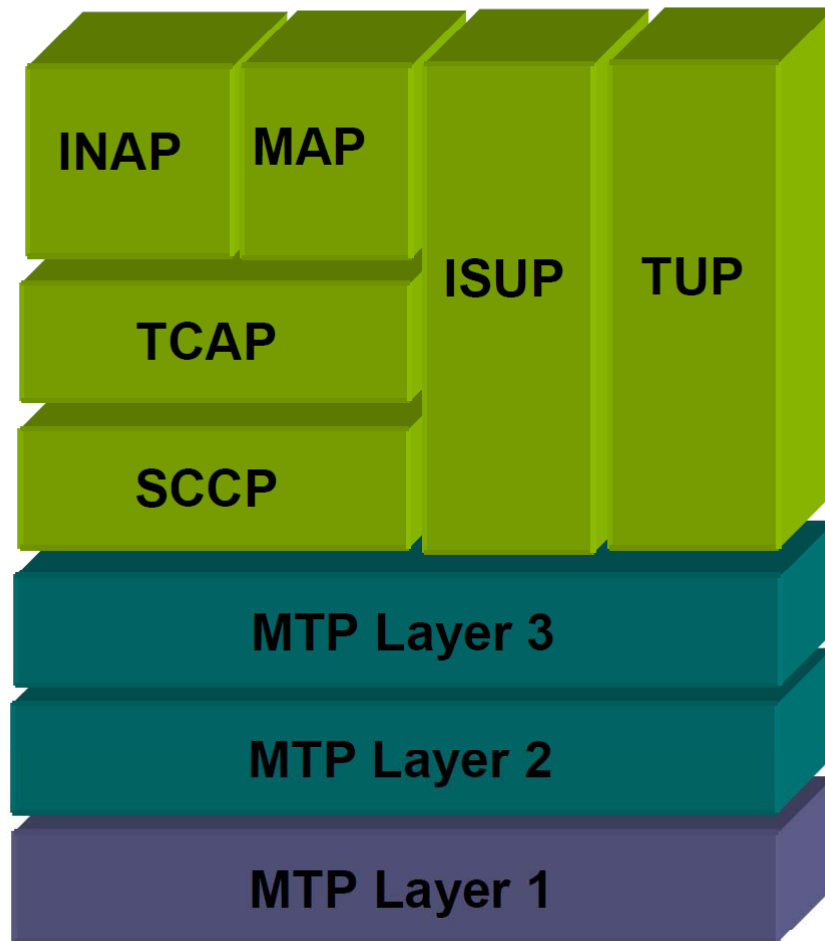 INAP
MAP
ISUP
TUP
TCAP
SCCP
MTP Layer 3
MTP Layer 2
MTP Layer 1